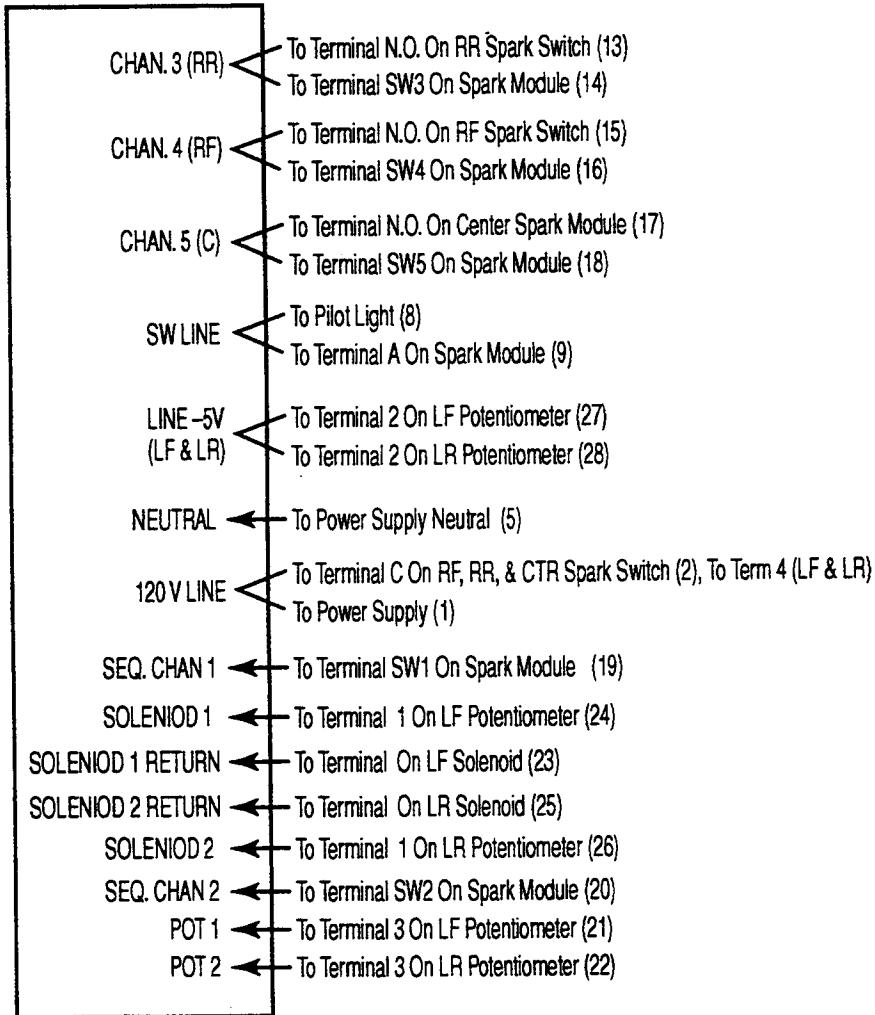 CHAN. 3 (RR)
To Terminal N.O. On RR Spark Switch (13)
To Terminal SW3 On Spark Module (14)
CHAN. 4 (RF)
To Terminal N.O. On RF Spark Switch (15)
To Terminal SW4 On Spark Module (16)
CHAN. 5 (C)
To Terminal N.O. On Center Spark Module (17)
To Terminal SW5 On Spark Module (18)
SW LINE
To Pilot Light (8)
To Terminal A On Spark Module (9)
LINE –5V
(LF & LR)
To Terminal 2 On LF Potentiometer (27)
To Terminal 2 On LR Potentiometer (28)
NEUTRAL
To Power Supply Neutral (5)
120 V LINE
To Terminal C On RF, RR, & CTR Spark Switch (2), To Term 4 (LF & LR)
To Power Supply (1)
SEQ. CHAN 1
To Terminal SW1 On Spark Module (19)
SOLENIOD 1
To Terminal 1 On LF Potentiometer (24)
SOLENIOD 1 RETURN
To Terminal On LF Solenoid (23)
SOLENIOD 2 RETURN
To Terminal On LR Solenoid (25)
SOLENIOD 2
To Terminal 1 On LR Potentiometer (26)
SEQ. CHAN 2
To Terminal SW2 On Spark Module (20)
POT 1
To Terminal 3 On LF Potentiometer (21)
POT 2
To Terminal 3 On LR Potentiometer (22)